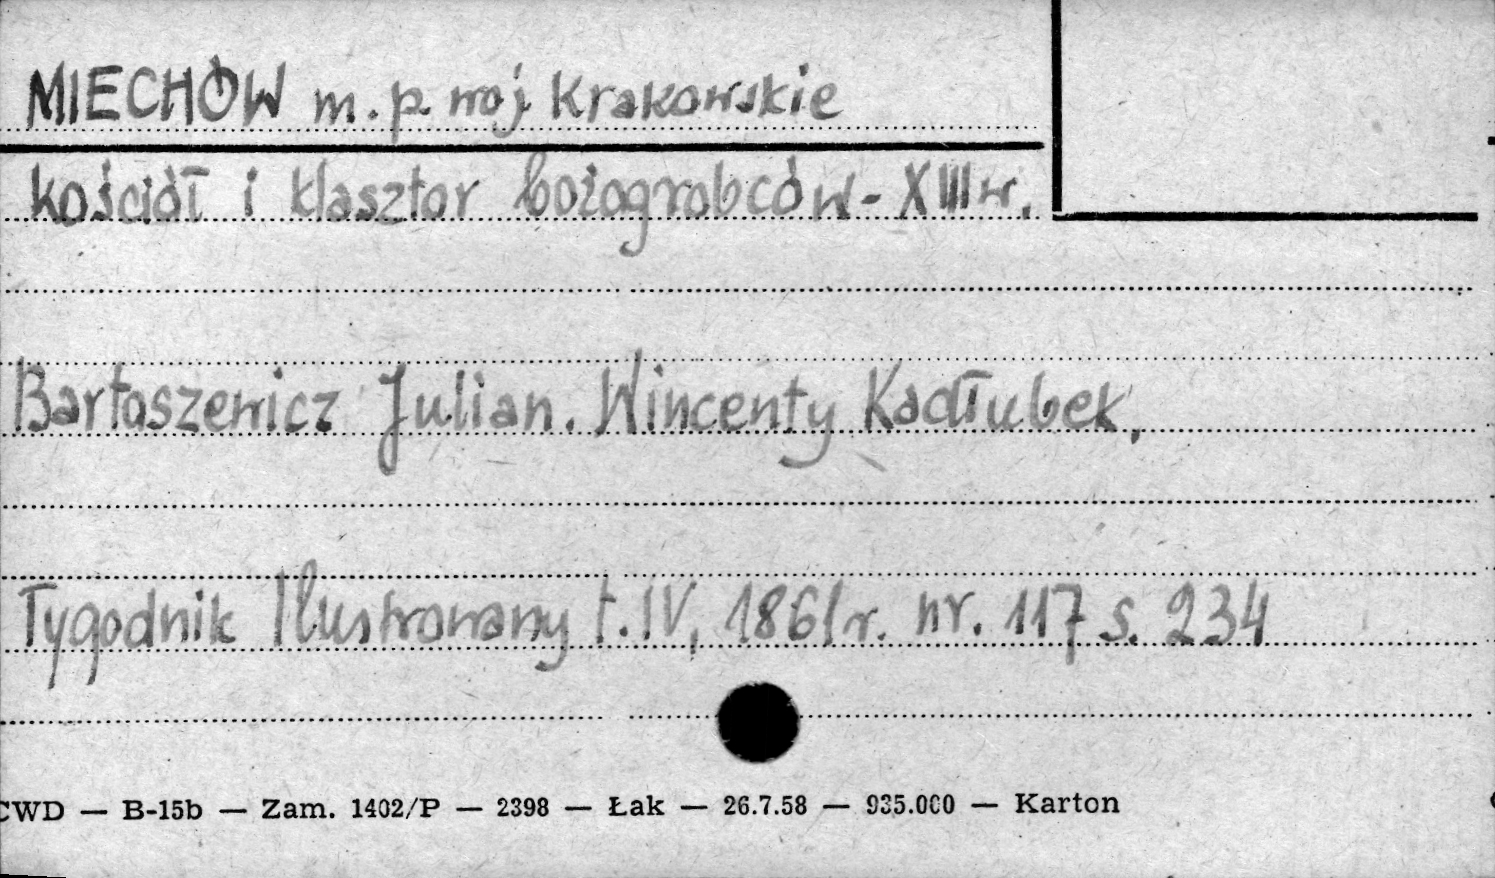 MIECHÓW m. p. woj Krakowskie
kościół i klasztor bożogrobców - XIII w.
Bartoszewicz Julian. Wincenty Kadłubek,
Tygodnik Ilustrowany t. IV, 1861 r. nr. 117 s. 234
CWD — B-15b — Zam. 1402/P — 2398 — Łak — 26.7.58 — 935.000 — Karton